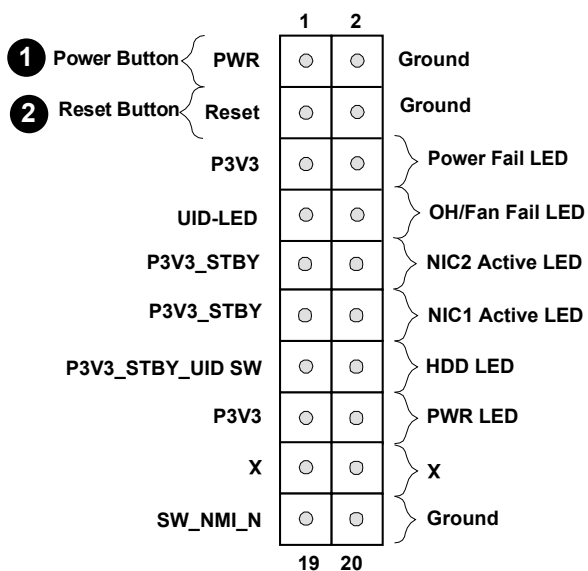 1 2
1 Power Button PWR Ground
2 Reset Button Reset Ground
P3V3 Power Fail LED
UID-LED OH/Fan Fail LED
P3V3_STBY NIC2 Active LED
P3V3_STBY NIC1 Active LED
P3V3_STBY_UID SW HDD LED
P3V3 PWR LED
X X
SW_NMI_N Ground
19 20